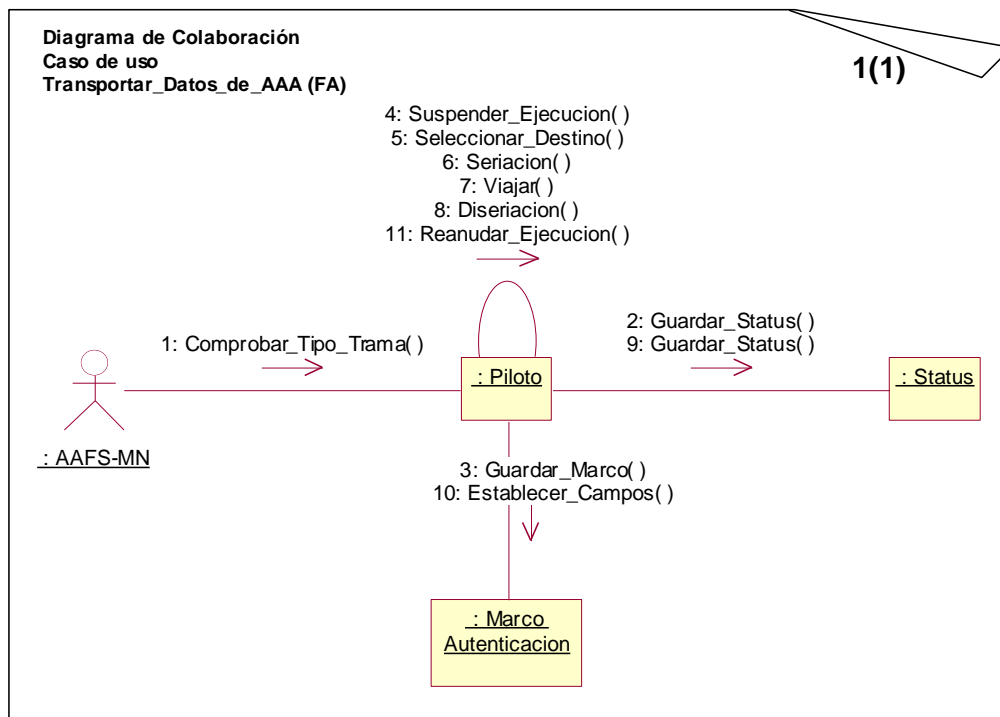 Diagrama de Colaboración
Caso de uso
Transportar_Datos_de_AAA (FA)
1(1)
4: Suspender_Ejecucion( )
5: Seleccionar_Destino( )
6: Seriacion( )
7: Viajar( )
8: Diseriacion( )
11: Reanudar_Ejecucion( )
1: Comprobar_Tipo_Trama( )
2: Guardar_Status( )
9: Guardar_Status( )
: Piloto
: Status
: AAFS-MN
3: Guardar_Marco( )
10: Establecer_Campos( )
: Marco
Autenticacion